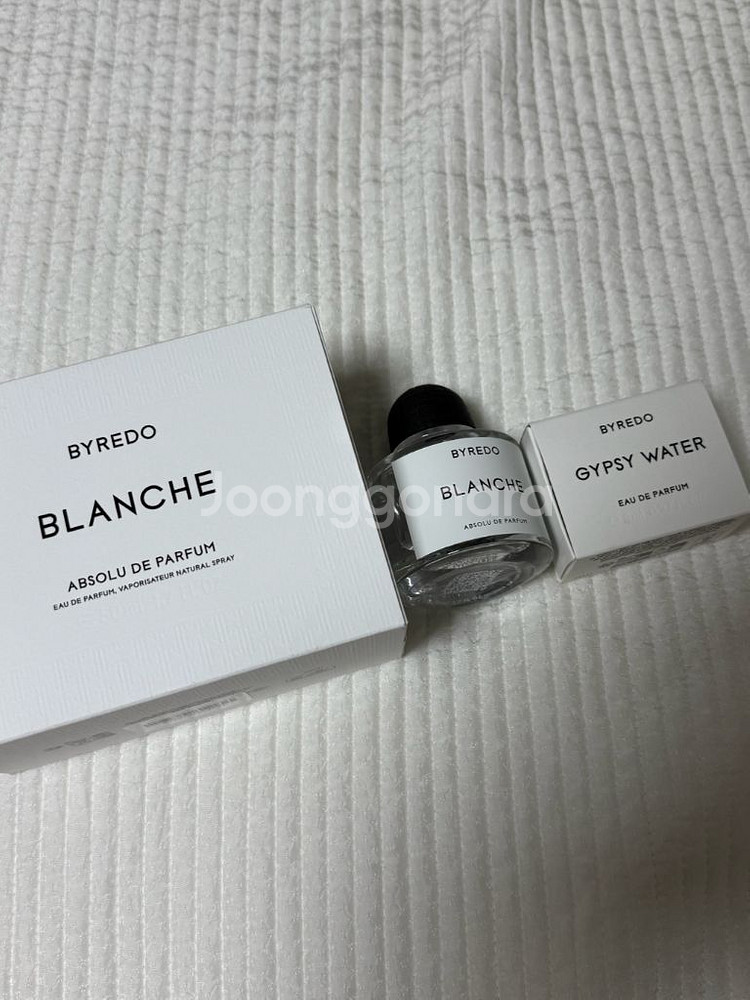 BYREDO
BLANCHE
ABSOLU DE PARFUM
EAU DE PARFUM, VAPORISATEUR NATURAL SPRAY
BYREDO
BLANCHE
ABSOLU DE PARFUM
BYREDO
GYPSY WATER
EAU DE PARFUM
Joonggonara